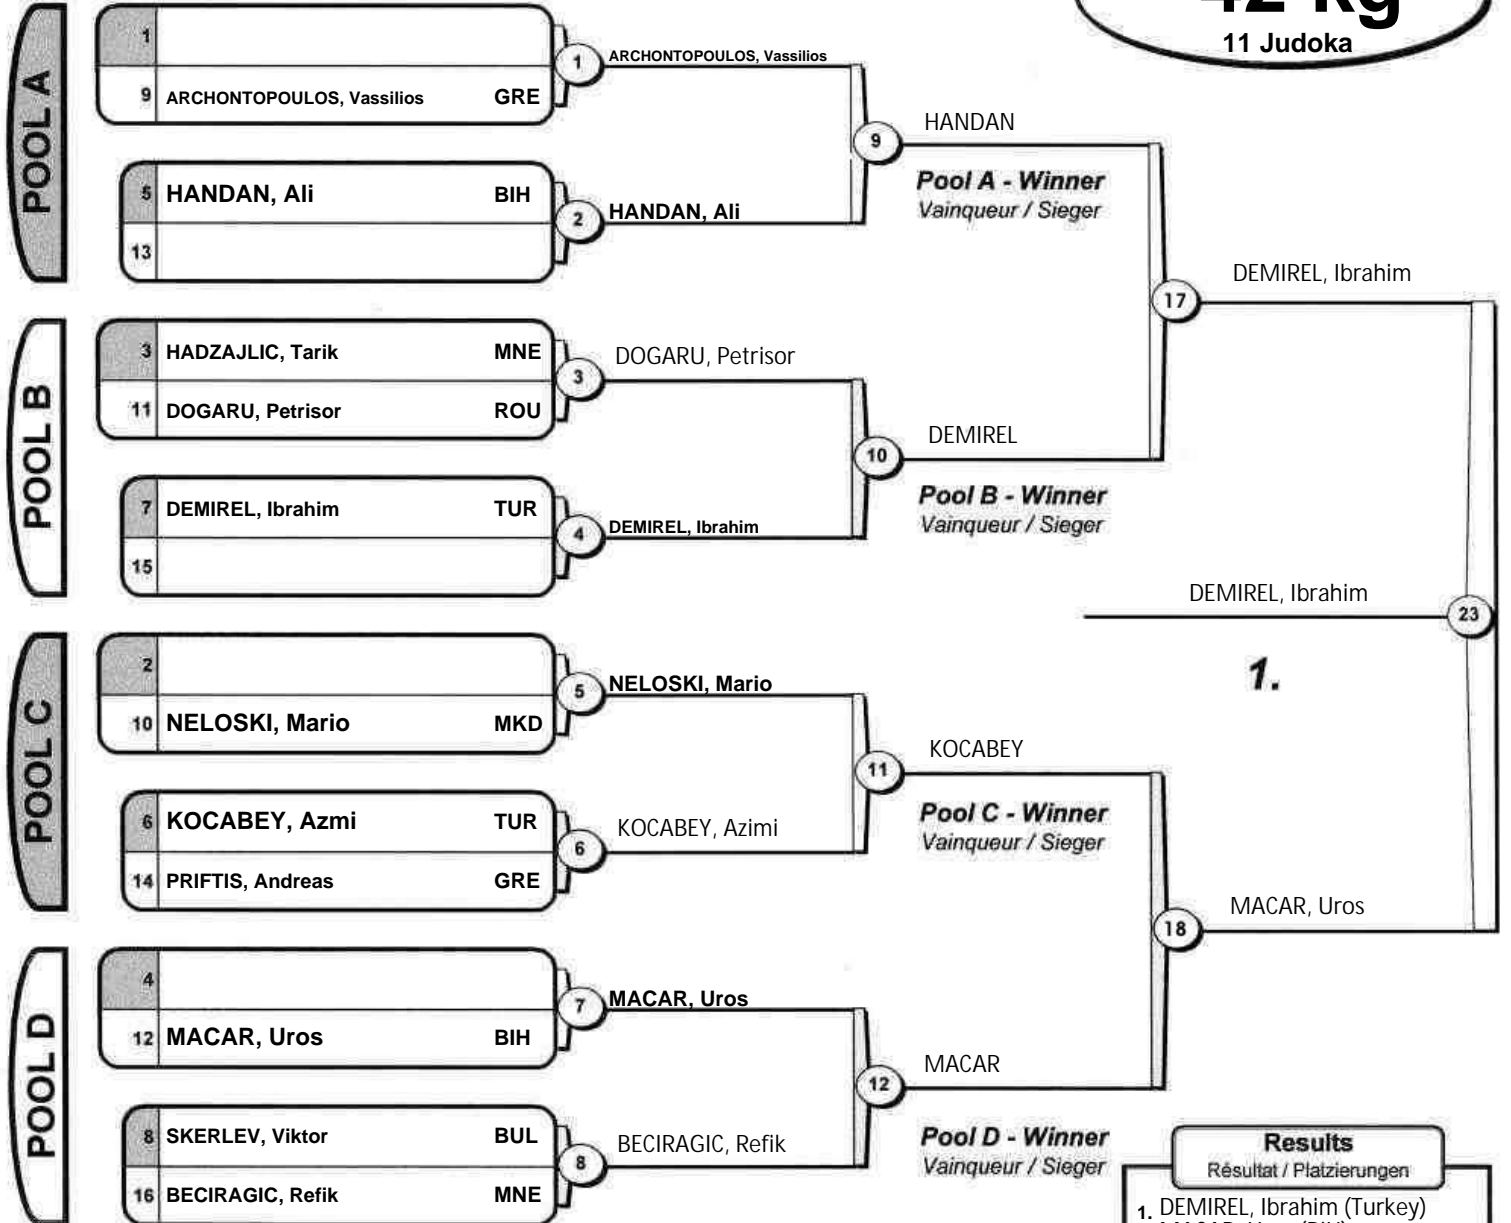 42 kg
11 Judoka
POOL A
1
9 ARCHONTOPOULOS, Vassilios GRE
1
ARCHONTOPOULOS, Vassilios
5 HANDAN, Ali BIH
13
2
HANDAN, Ali
9
HANDAN
Pool A - Winner
Vainqueur / Sieger
POOL B
3 HADZAJLIC, Tarik MNE
11 DOGARU, Petrisor ROU
3
DOGARU, Petrisor
7 DEMIREL, Ibrahim TUR
15
4
DEMIREL, Ibrahim
10
DEMIREL
Pool B - Winner
Vainqueur / Sieger
17
DEMIREL, Ibrahim
DEMIREL, Ibrahim
23
1.
POOL C
2
10 NELOSKI, Mario MKD
5
NELOSKI, Mario
6 KOCABEY, Azmi TUR
14 PRIFTIS, Andreas GRE
6
KOCABEY, Azimi
11
KOCABEY
Pool C - Winner
Vainqueur / Sieger
POOL D
4
12 MACAR, Uros BIH
7
MACAR, Uros
8 SKERLEV, Viktor BUL
16 BECIRAGIC, Refik MNE
8
BECIRAGIC, Refik
12
MACAR
Pool D - Winner
Vainqueur / Sieger
18
MACAR, Uros
Results
Résultat / Platzierungen
1. DEMIREL, Ibrahim (Turkey)